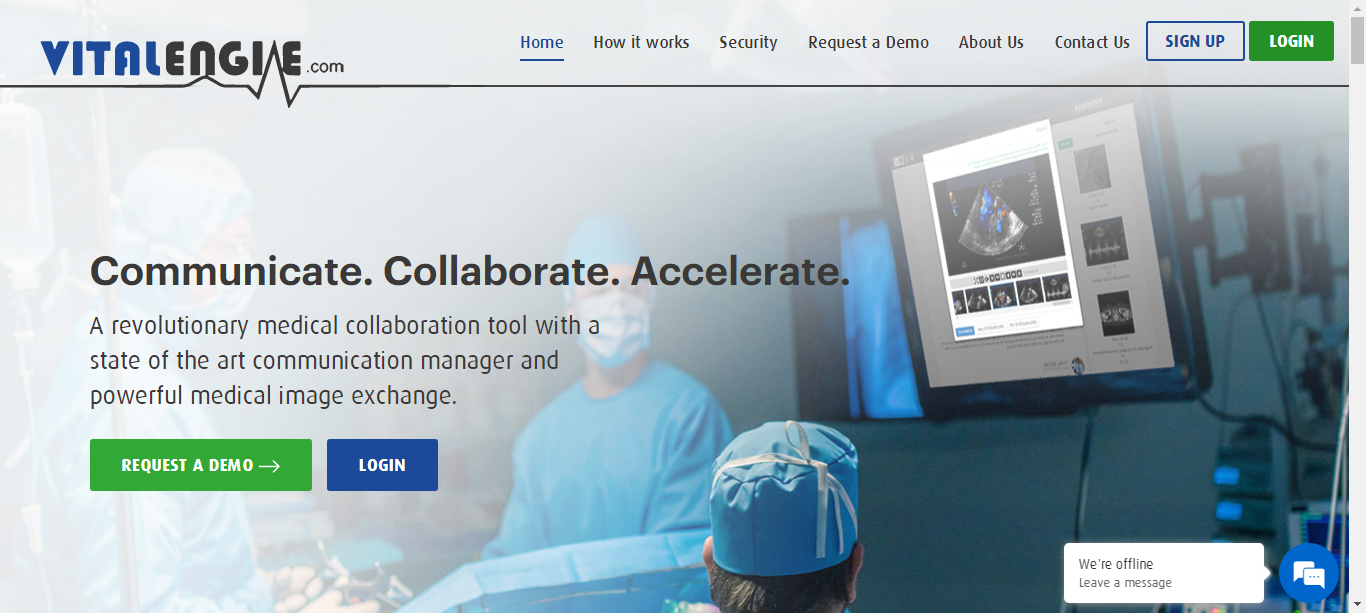 VITALENGINE.com
Home How it works Security Request a Demo About Us Contact Us SIGN UP LOGIN
Communicate. Collaborate. Accelerate.
A revolutionary medical collaboration tool with a
state of the art communication manager and
powerful medical image exchange.
REQUEST A DEMO → LOGIN
We're offline
Leave a message